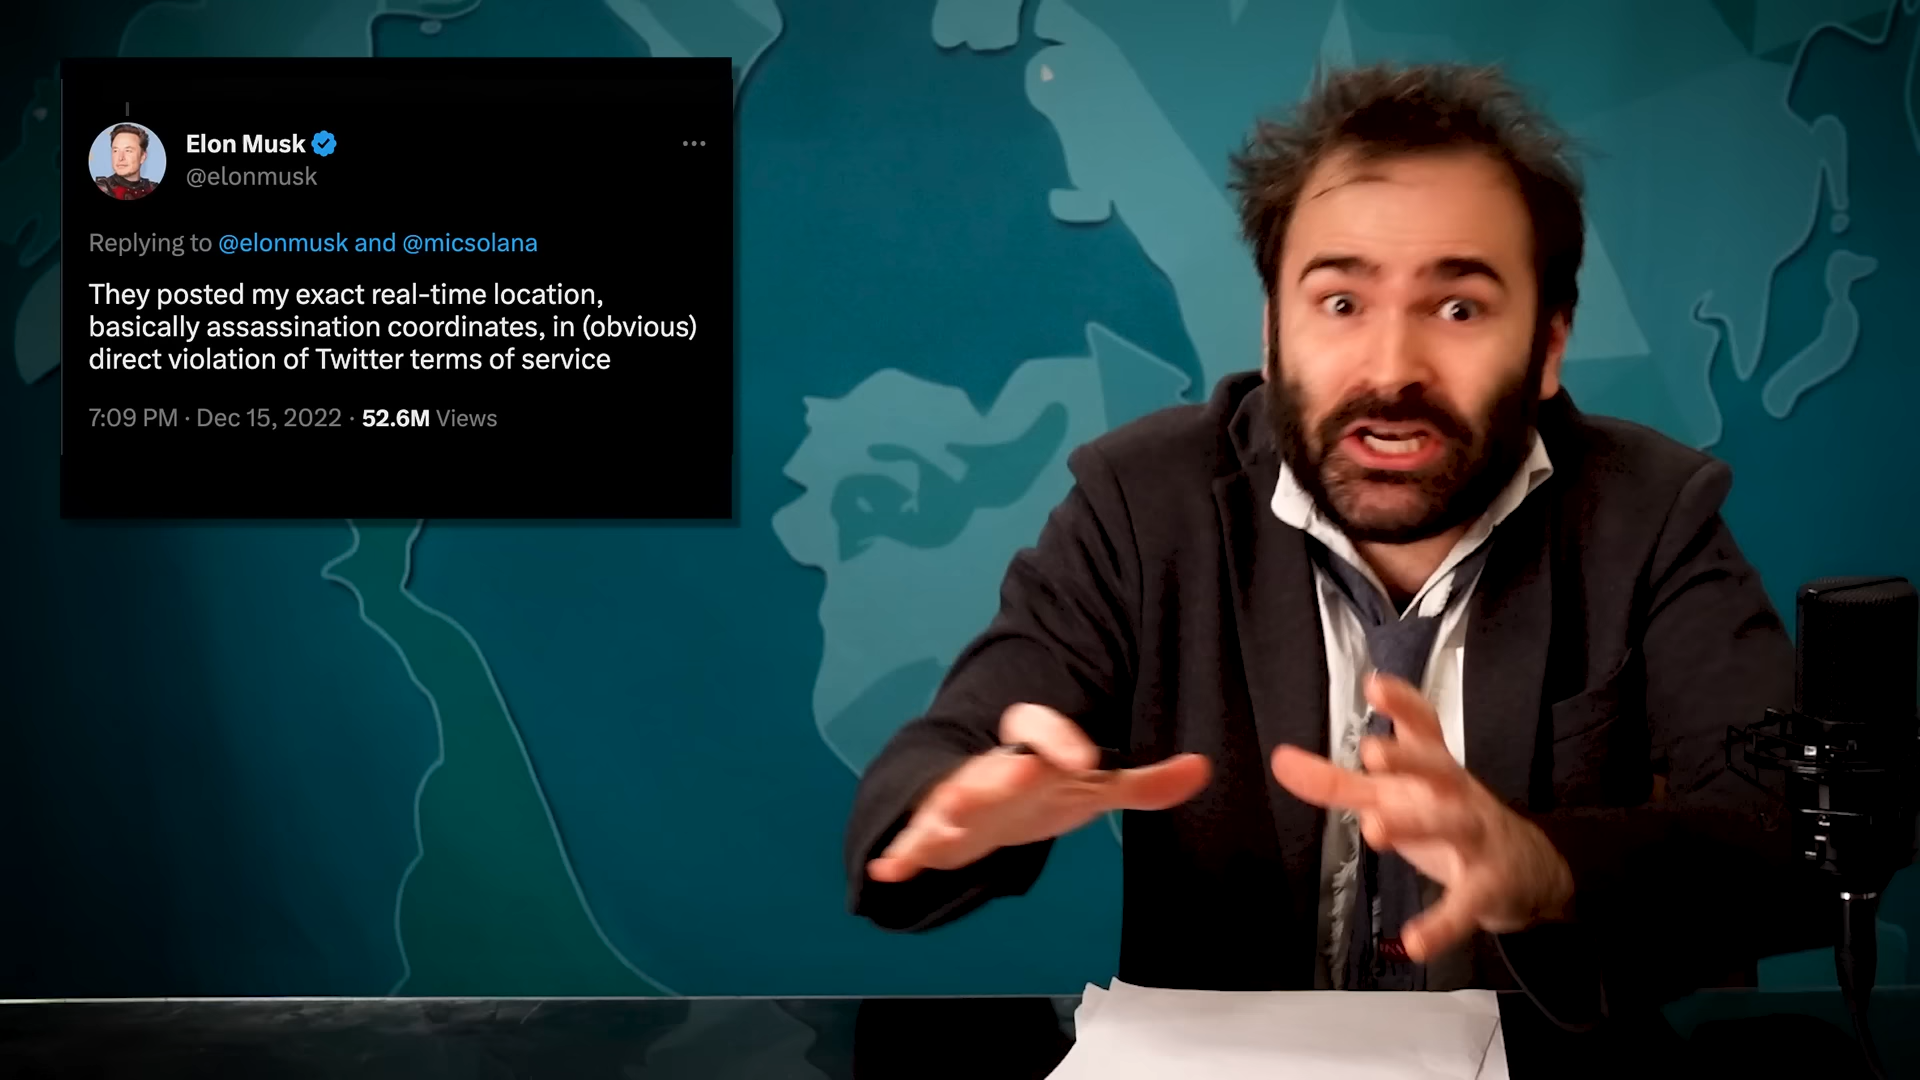 Elon Musk
@elonmusk
Replying to @elonmusk and @micsolana
They posted my exact real-time location,
basically assassination coordinates, in (obvious)
direct violation of Twitter terms of service
7:09 PM · Dec 15, 2022 · 52.6M Views